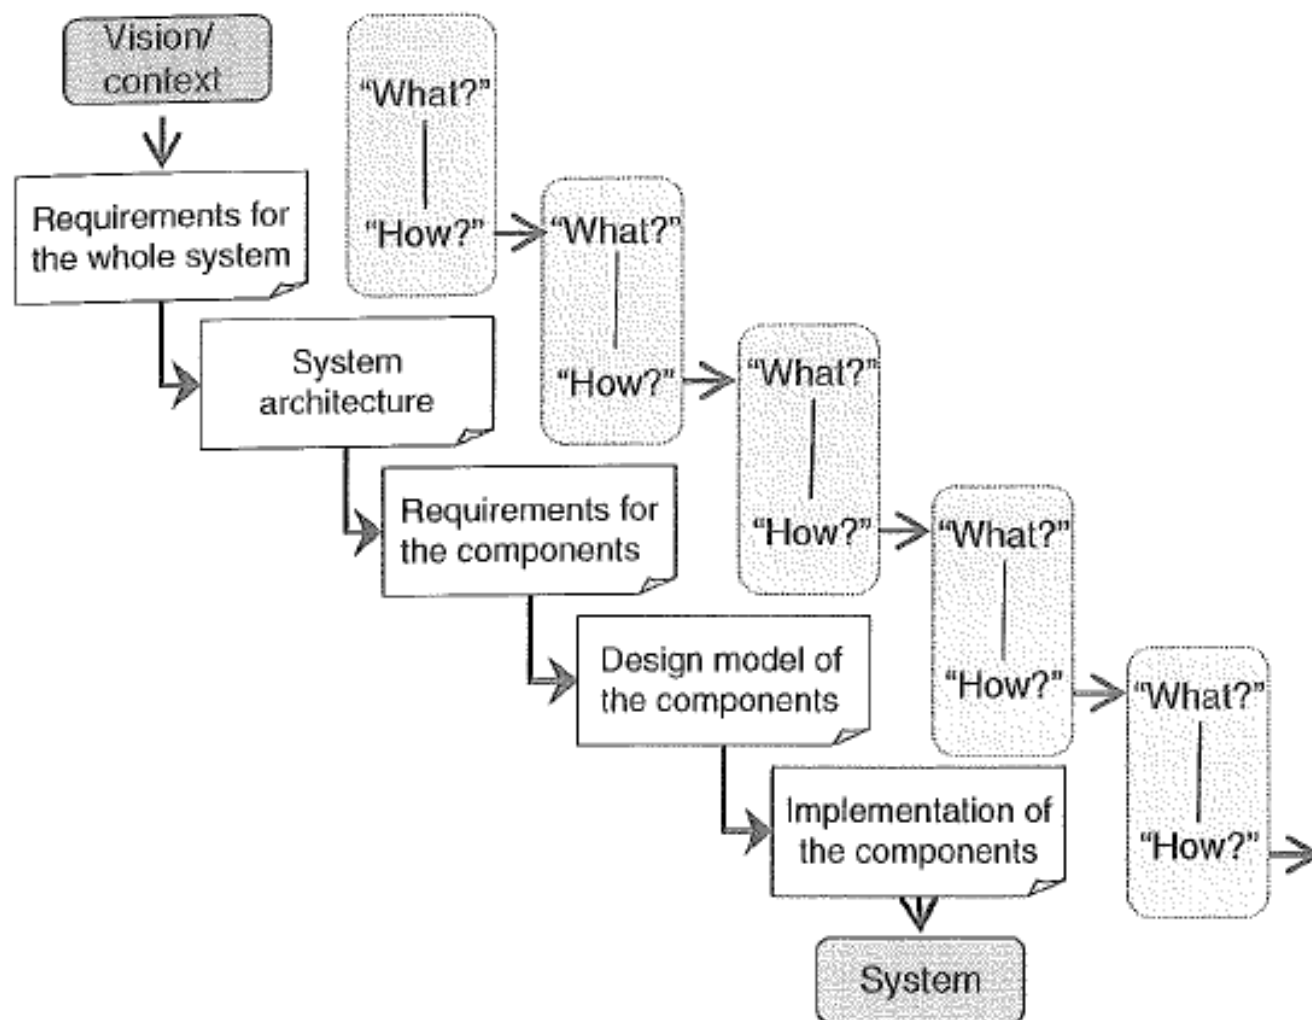 Vision/
context
Requirements for
the whole system
System
architecture
Requirements for
the components
Design model of
the components
Implementation of
the components
System
“What?”
“How?”
“What?”
“How?”
“What?”
“How?”
“What?”
“How?”
“What?”
“How?”